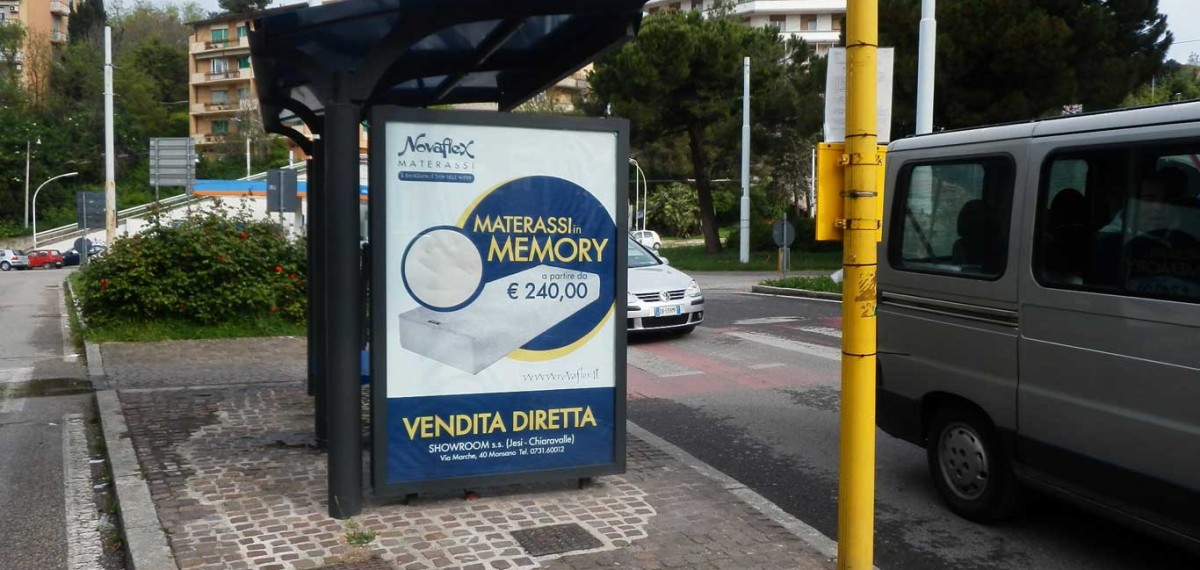 Novaflex
MATERASSI
MATERASSI in
MEMORY
a partire da
€ 240,00
www.novaflex.it
VENDITA DIRETTA
SHOWROOM s.s. (Jesi - Chiaravalle)
Via Marche, 40 Monsano Tel. 0731.60012